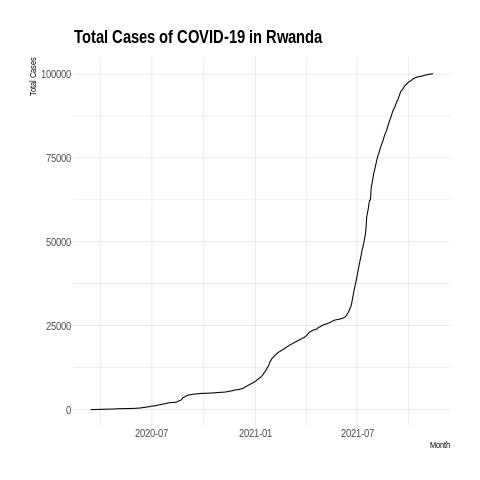 Total Cases of COVID-19 in Rwanda
Total Cases
100000
75000
50000
25000
0
2020-07
2021-01
2021-07
Month